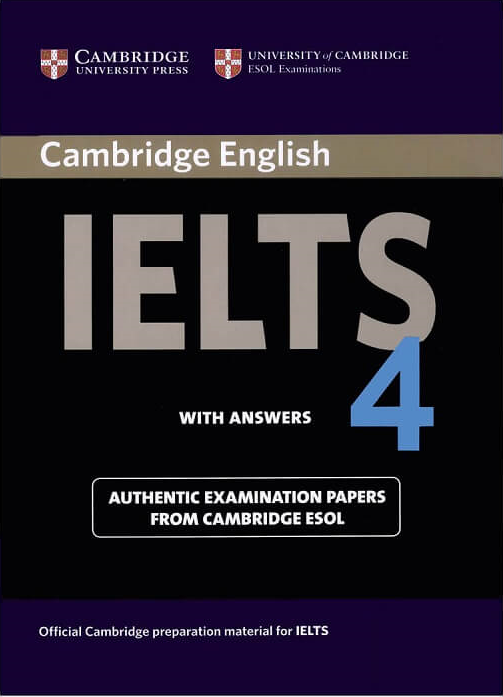 CAMBRIDGE
UNIVERSITY PRESS
UNIVERSITY of CAMBRIDGE
ESOL Examinations
Cambridge English
IELTS
4
WITH ANSWERS
AUTHENTIC EXAMINATION PAPERS
FROM CAMBRIDGE ESOL
Official Cambridge preparation material for IELTS